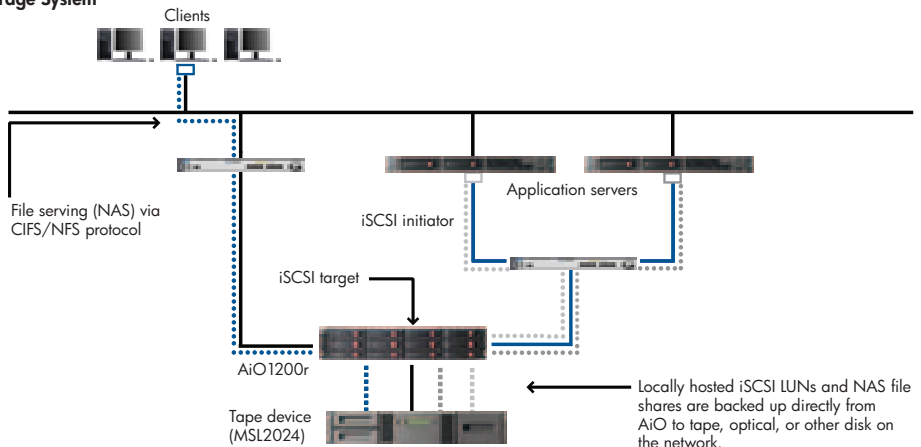 Clients
File serving (NAS) via
CIFS/NFS protocol
Application servers
iSCSI initiator
iSCSI target
AiO1200r
Tape device
(MSL2024)
Locally hosted iSCSI LUNs and NAS file
shares are backed up directly from
AiO to tape, optical, or other disk on
the network.